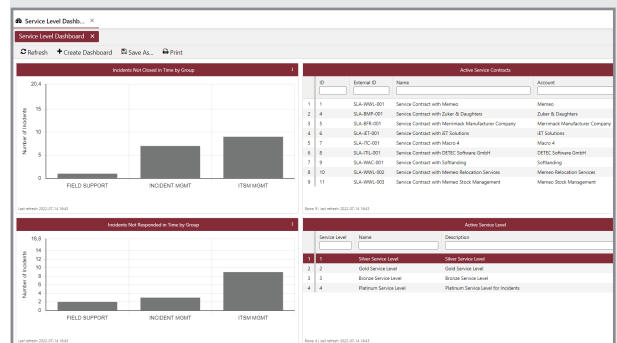 Service Level Dashb... ×
Service Level Dashboard ×
Refresh Create Dashboard Save As... Print
Incidents Not Closed in Time by Group
20,4
15
10
5
0
Number of Incidents
FIELD SUPPORT INCIDENT MGMT ITSM MGMT
Last refresh 2022-07-14 16:43
Active Service Contracts
ID External ID Name Account
1 1 SLA-WWL-001 Service Contract with Memeo Memeo
2 4 SLA-BMP-001 Service Contract with Zuker & Daughters Zuker & Daughters
3 5 SLA-BFR-001 Service Contract with Merrimack Manufacturer Company Merrimack Manufacturer Company
4 6 SLA-iET-001 Service Contract with iET Solutions iET Solutions
5 7 SLA-ITC-001 Service Contract with Macro 4 Macro 4
6 8 SLA-ITIL-001 Service Contract with DETEC Software GmbH DETEC Software GmbH
7 9 SLA-WAC-001 Service Contract with Softlanding Softlanding
8 10 SLA-WWL-002 Service Contract with Memeo Relocation Services Memeo Relocation Services
9 11 SLA-WWL-003 Service Contract with Memeo Stock Management Memeo Stock Management
Rows: 9 | last refresh 2022-07-14 16:43
Incidents Not Responded in Time by Group
16,8
14
12
10
8
6
4
2
0
Number of Incidents
FIELD SUPPORT INCIDENT MGMT ITSM MGMT
Last refresh 2022-07-14 16:43
Active Service Level
Service Level Name Description
1 1 Silver Service Level Silver Service Level
2 2 Gold Service Level Gold Service Level
3 3 Bronze Service Level Bronze Service Level
4 4 Platinum Service Level Platinum Service Level for Incidents
Rows: 4 | last refresh 2022-07-14 16:43